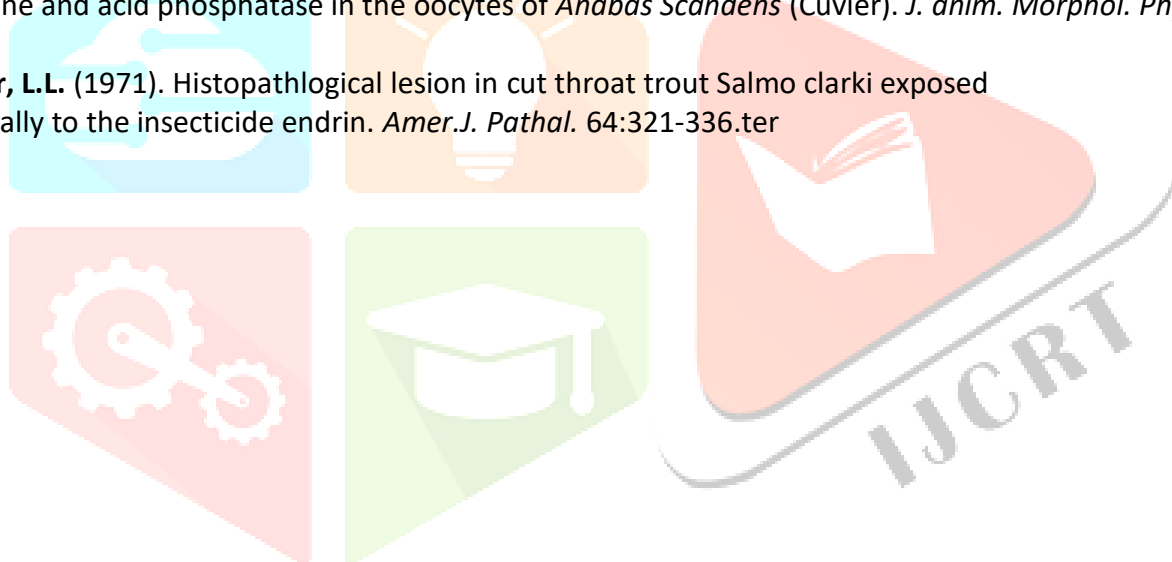 ne and acid phosphatase in the oocytes of Anabas Scandens (Cuvier). J. anim. Morphol. Ph
r, L.L. (1971). Histopathlogical lesion in cut throat trout Salmo clarki exposed
ally to the insecticide endrin. Amer.J. Pathal. 64:321-336.ter
IJCRT